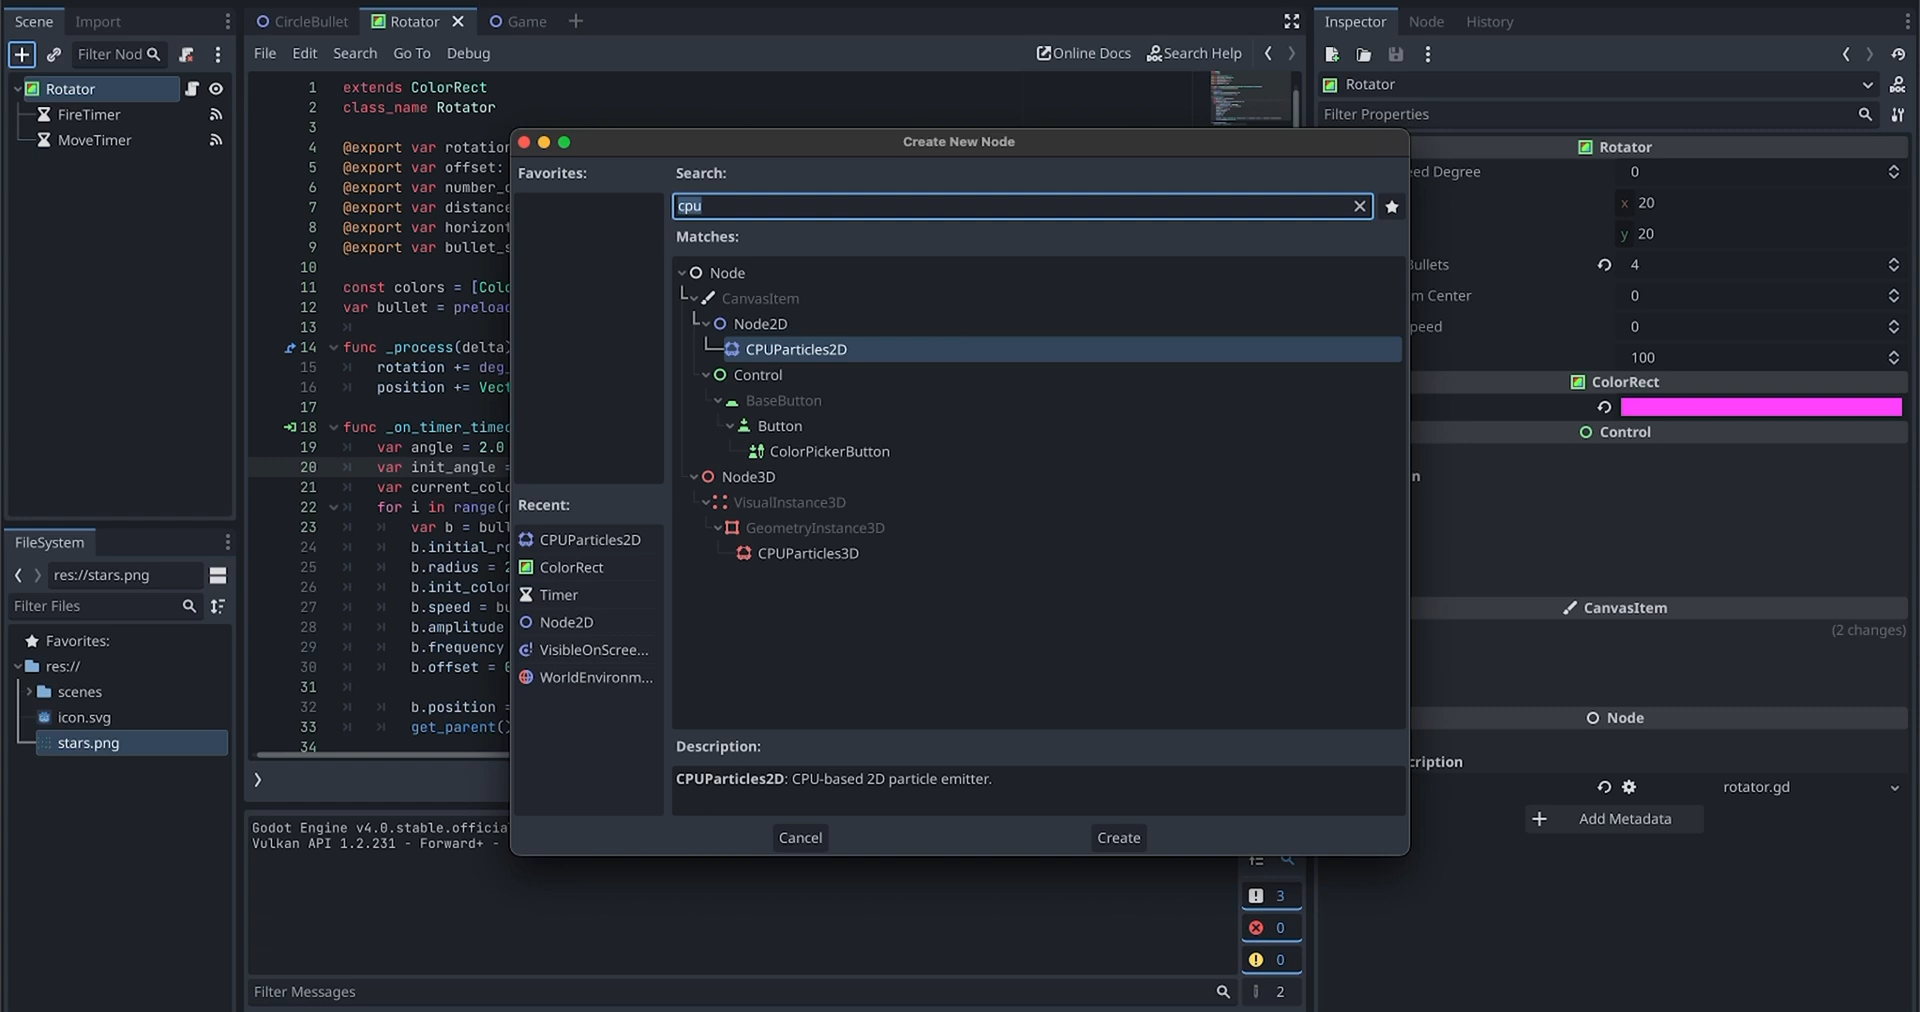 Scene
Import
Filter Nod
Rotator
FireTimer
MoveTimer
FileSystem
res://stars.png
Filter Files
Favorites:
res://
scenes
icon.svg
stars.png
CircleBullet
Rotator
Game
File Edit Search Go To Debug
Online Docs
Search Help
1 extends ColorRect
2 class_name Rotator
3
4 @export var rotation
5 @export var offset:
6 @export var number_
7 @export var distance
8 @export var horizont
9 @export var bullet_s
10
11 const colors = [Colo
12 var bullet = preload
13
14 func _process(delta)
15 rotation += deg_
16 position += Vect
17
18 func _on_timer_timeo
19 var angle = 2.0
20 var init_angle =
21 var current_colo
22 for i in range(n
23 var b = bull
24 b.initial_ro
25 b.radius = 2
26 b.init_color
27 b.speed = bu
28 b.amplitude
29 b.frequency
30 b.offset = 0
31
32 b.position =
33 get_parent()
34
Godot Engine v4.0.stable.official
Vulkan API 1.2.231 - Forward+ -
Filter Messages
3
0
0
2
Create New Node
Favorites:
Recent:
CPUParticles2D
ColorRect
Timer
Node2D
VisibleOnScree...
WorldEnvironm...
Search:
cpu
Matches:
Node
CanvasItem
Node2D
CPUParticles2D
Control
BaseButton
Button
ColorPickerButton
Node3D
VisualInstance3D
GeometryInstance3D
CPUParticles3D
Description:
CPUParticles2D: CPU-based 2D particle emitter.
Cancel
Create
Inspector
Node
History
Rotator
Filter Properties
Rotator
eed Degree 0
x 20
y 20
Bullets 4
m Center 0
peed 0
100
ColorRect
Control
n
CanvasItem
(2 changes)
Node
cription
rotator.gd
Add Metadata